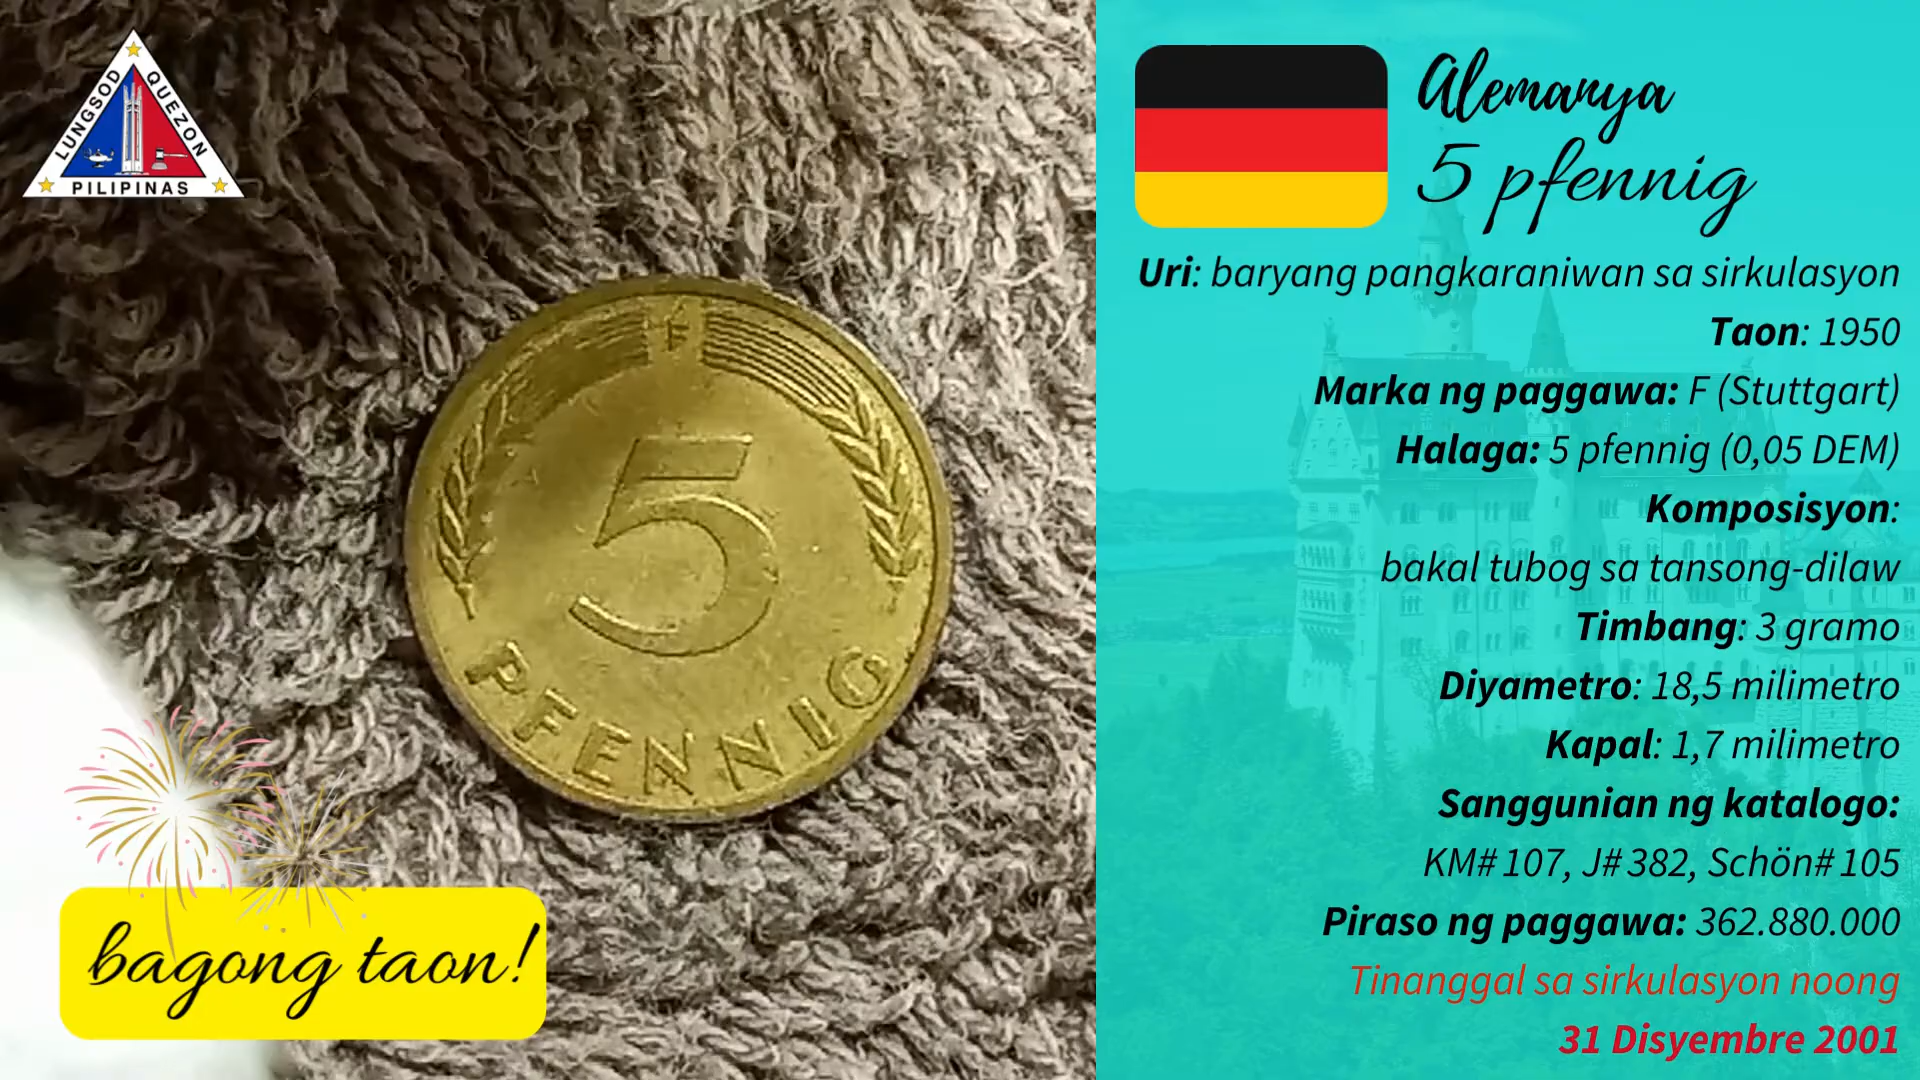 LUNGSOD QUEZON
PILIPINAS
F
5
PFENNIG
bagong taon!
Alemanya
5 pfennig
Uri: baryang pangkaraniwan sa sirkulasyon
Taon: 1950
Marka ng paggawa: F (Stuttgart)
Halaga: 5 pfennig (0,05 DEM)
Komposisyon:
bakal tubog sa tansong-dilaw
Timbang: 3 gramo
Diyametro: 18,5 milimetro
Kapal: 1,7 milimetro
Sanggunian ng katalogo:
KM# 107, J# 382, Schön# 105
Piraso ng paggawa: 362.880.000
Tinanggal sa sirkulasyon noong
31 Disyembre 2001